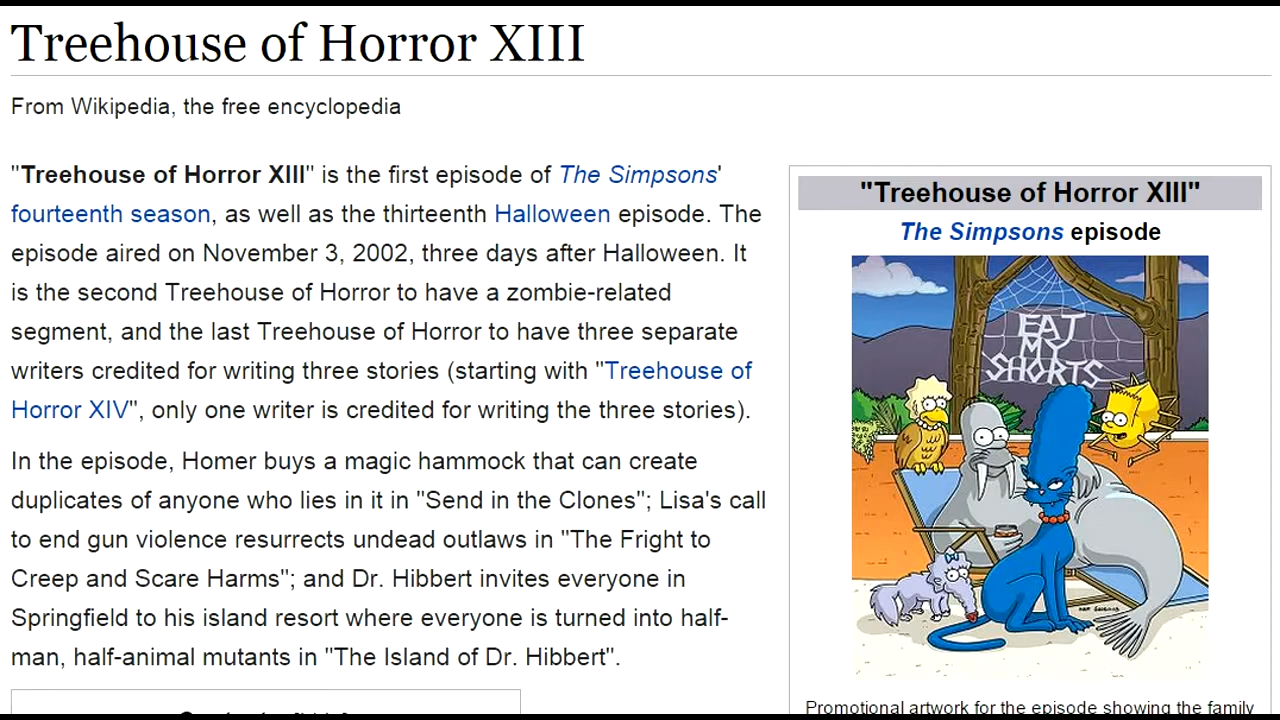 Treehouse of Horror XIII
From Wikipedia, the free encyclopedia
"Treehouse of Horror XIII" is the first episode of The Simpsons'
fourteenth season, as well as the thirteenth Halloween episode. The
episode aired on November 3, 2002, three days after Halloween. It
is the second Treehouse of Horror to have a zombie-related
segment, and the last Treehouse of Horror to have three separate
writers credited for writing three stories (starting with "Treehouse of
Horror XIV", only one writer is credited for writing the three stories).
In the episode, Homer buys a magic hammock that can create
duplicates of anyone who lies in it in "Send in the Clones"; Lisa's call
to end gun violence resurrects undead outlaws in "The Fright to
Creep and Scare Harms"; and Dr. Hibbert invites everyone in
Springfield to his island resort where everyone is turned into half-
man, half-animal mutants in "The Island of Dr. Hibbert".
"Treehouse of Horror XIII"
The Simpsons episode
EAT
MY
SHORTS
Promotional artwork for the episode showing the family